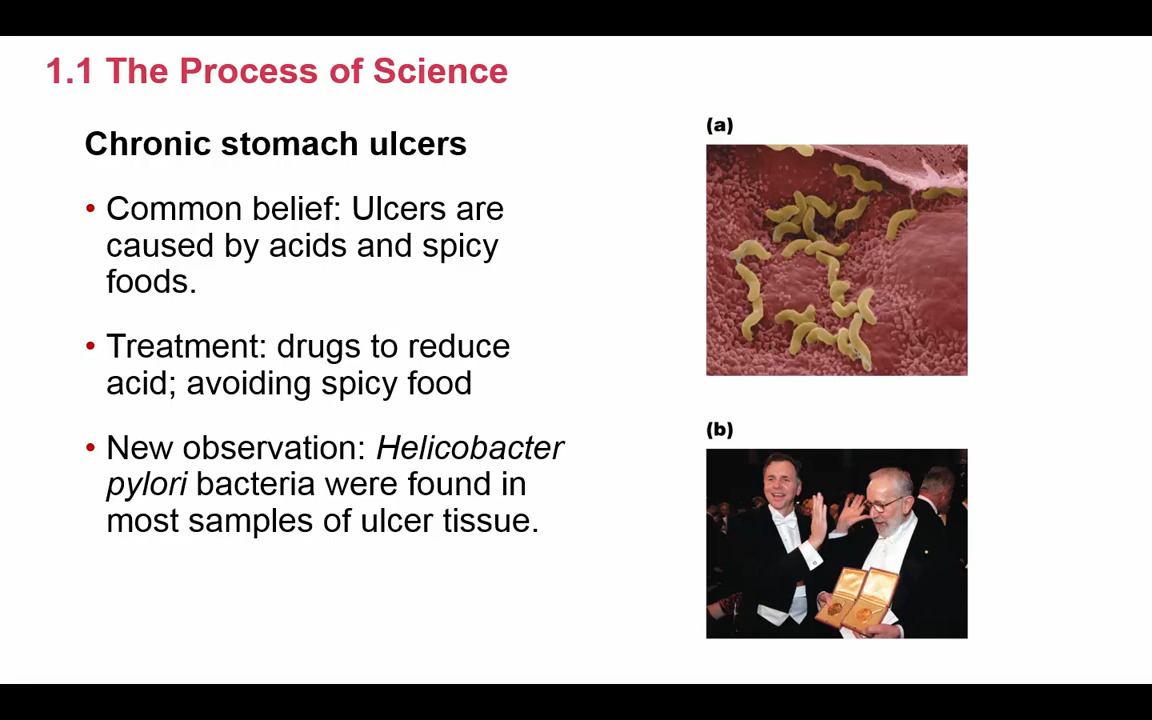 1.1 The Process of Science
Chronic stomach ulcers
• Common belief: Ulcers are
caused by acids and spicy
foods.
• Treatment: drugs to reduce
acid; avoiding spicy food
• New observation: Helicobacter
pylori bacteria were found in
most samples of ulcer tissue.
(a)
(b)